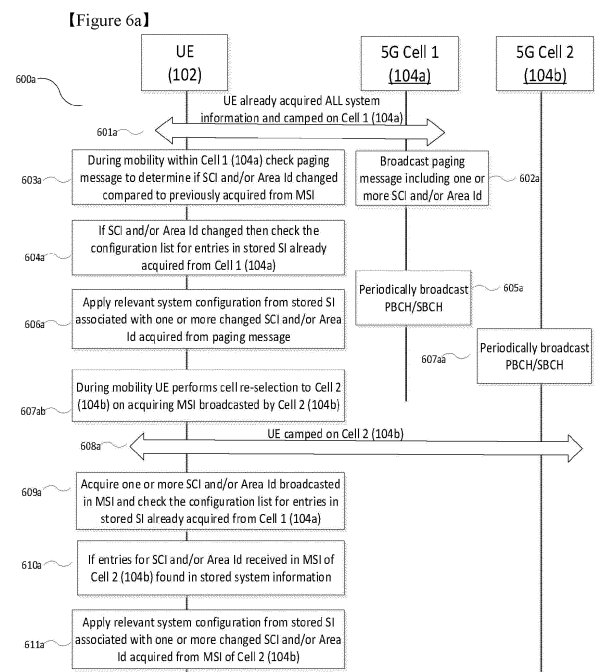 【Figure 6a】
UE
(102)
5G Cell 1
(104a)
5G Cell 2
(104b)
600a
UE already acquired ALL system
information and camped on Cell 1 (104a)
601a
During mobility within Cell 1 (104a) check paging
message to determine if SCI and/or Area Id changed
compared to previously acquired from MSI
603a
Broadcast paging
message including one or
more SCI and/or Area Id
602a
If SCI and/or Area Id changed then check the
configuration list for entries in stored SI already
acquired from Cell 1 (104a)
604a
Periodically broadcast
PBCH/SBCH
605a
Apply relevant system configuration from stored SI
associated with one or more changed SCI and/or Area
Id acquired from paging message
606a
Periodically broadcast
PBCH/SBCH
607aa
During mobility UE performs cell re-selection to Cell 2
(104b) on acquiring MSI broadcasted by Cell 2 (104b)
607ab
UE camped on Cell 2 (104b)
608a
Acquire one or more SCI and/or Area Id broadcasted
in MSI and check the configuration list for entries in
stored SI already acquired from Cell 1 (104a)
609a
If entries for SCI and/or Area Id received in MSI of
Cell 2 (104b) found in stored system information
610a
Apply relevant system configuration from stored SI
associated with one or more changed SCI and/or Area
Id acquired from MSI of Cell 2 (104b)
611a